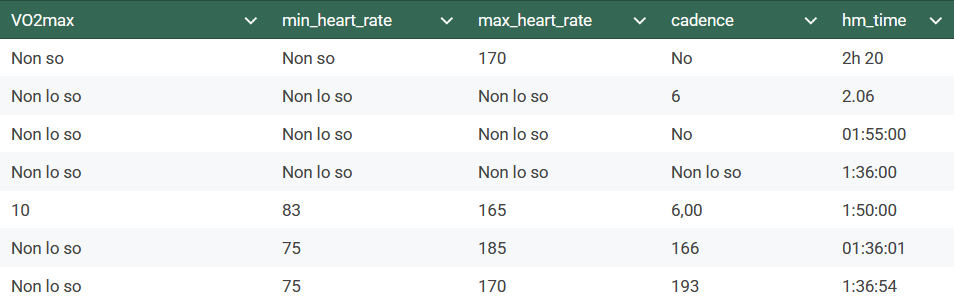 VO2max min_heart_rate max_heart_rate cadence hm_time
Non so Non so 170 No 2h 20
Non lo so Non lo so Non lo so 6 2.06
Non lo so Non lo so Non lo so No 01:55:00
Non lo so Non lo so Non lo so Non lo so 1:36:00
10 83 165 6,00 1:50:00
Non lo so 75 185 166 01:36:01
Non lo so 75 170 193 1:36:54